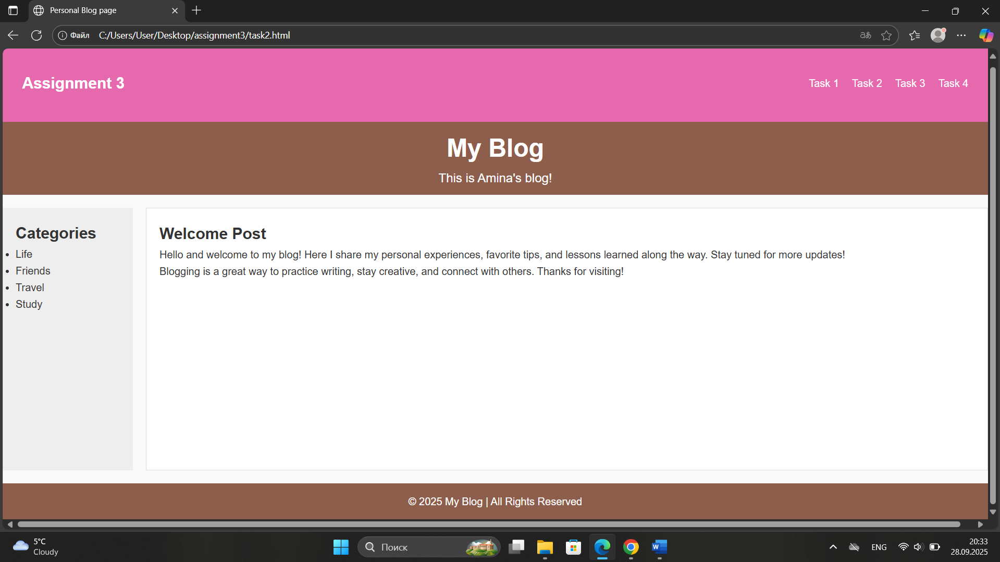 Personal Blog page
Файл C:/Users/User/Desktop/assignment3/task2.html
Assignment 3
Task 1 Task 2 Task 3 Task 4
My Blog
This is Amina's blog!
Categories
Life
Friends
Travel
Study
Welcome Post
Hello and welcome to my blog! Here I share my personal experiences, favorite tips, and lessons learned along the way. Stay tuned for more updates!
Blogging is a great way to practice writing, stay creative, and connect with others. Thanks for visiting!
© 2025 My Blog | All Rights Reserved
5°C
Cloudy
Поиск
ENG
20:33
28.09.2025